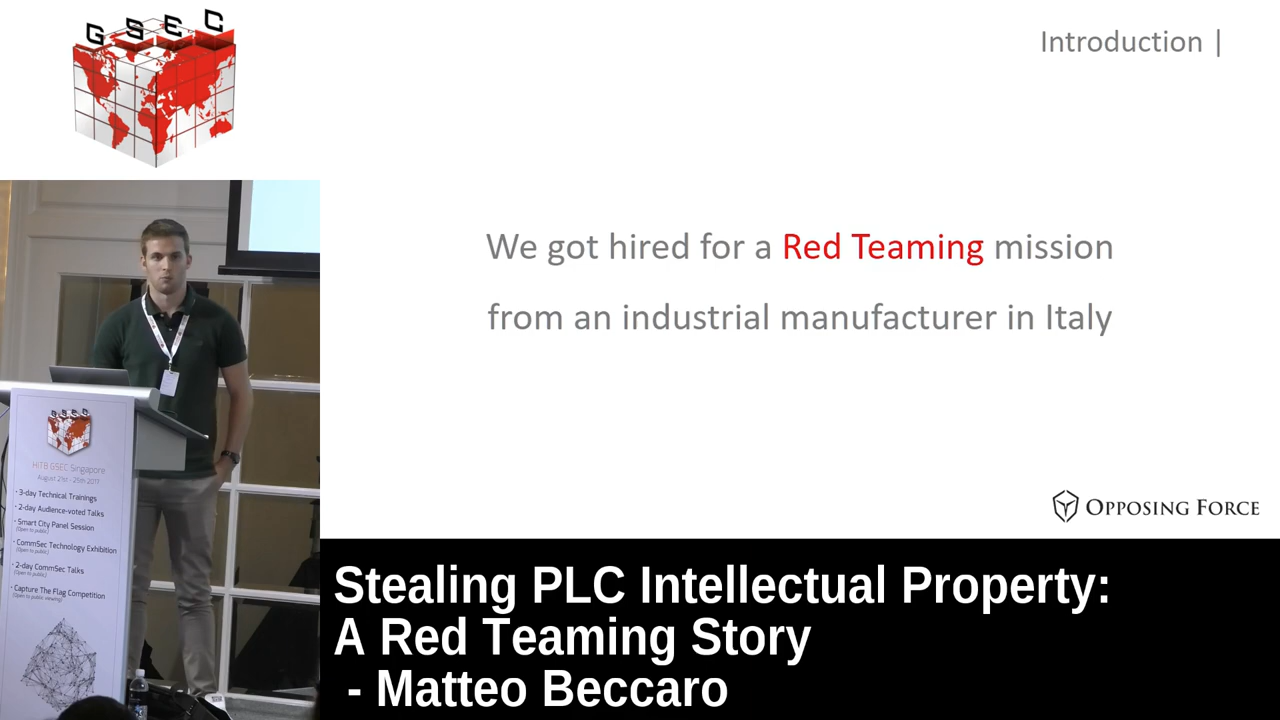 GSEC
Introduction |
We got hired for a Red Teaming mission
from an industrial manufacturer in Italy
OPPOSING FORCE
GSEC
HITB GSEC Singapore
August 21st - 25th 2017
• 3-day Technical Trainings
• 2-day Audience-voted Talks
• Smart City Panel Session
(Open to public)
• CommSec Technology Exhibition
(Open to public)
• 2-day CommSec Talks
(Open to public)
• Capture The Flag Competition
(Open to public viewing)
Stealing PLC Intellectual Property:
A Red Teaming Story
- Matteo Beccaro